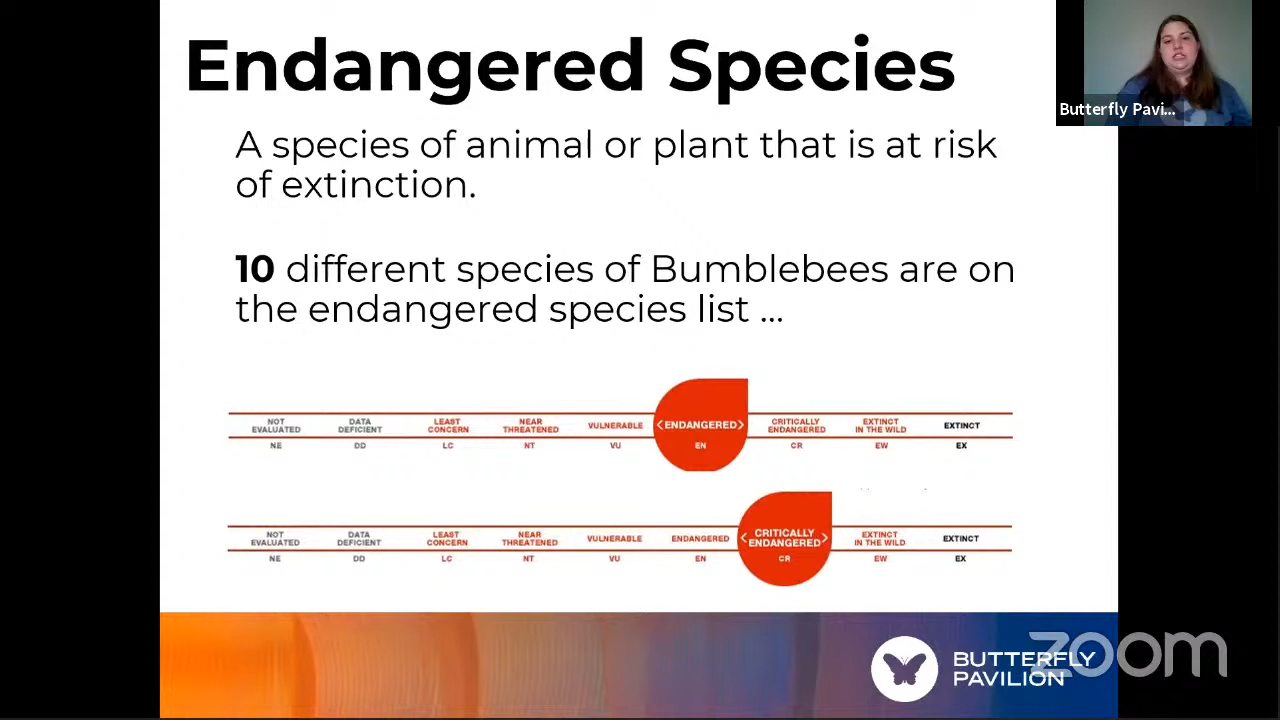 Endangered Species
A species of animal or plant that is at risk
of extinction.
10 different species of Bumblebees are on
the endangered species list ...
NOT EVALUATED DATA DEFICIENT LEAST CONCERN NEAR THREATENED VULNERABLE <ENDANGERED> CRITICALLY ENDANGERED EXTINCT IN THE WILD EXTINCT
NE DD LC NT VU EN CR EW EX
NOT EVALUATED DATA DEFICIENT LEAST CONCERN NEAR THREATENED VULNERABLE ENDANGERED <CRITICALLY ENDANGERED> EXTINCT IN THE WILD EXTINCT
NE DD LC NT VU EN CR EW EX
BUTTERFLY
PAVILION
zoom
Butterfly Pavi...